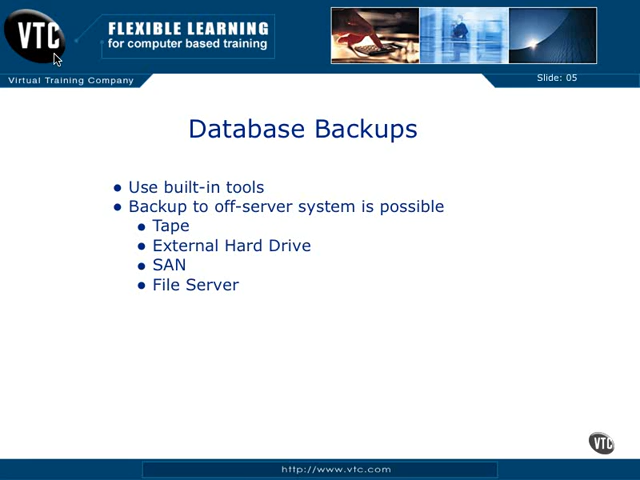 VTC
FLEXIBLE LEARNING
for computer based training
Virtual Training Company
Slide: 05
Database Backups
• Use built-in tools
• Backup to off-server system is possible
• Tape
• External Hard Drive
• SAN
• File Server
VTC
http://www.vtc.com